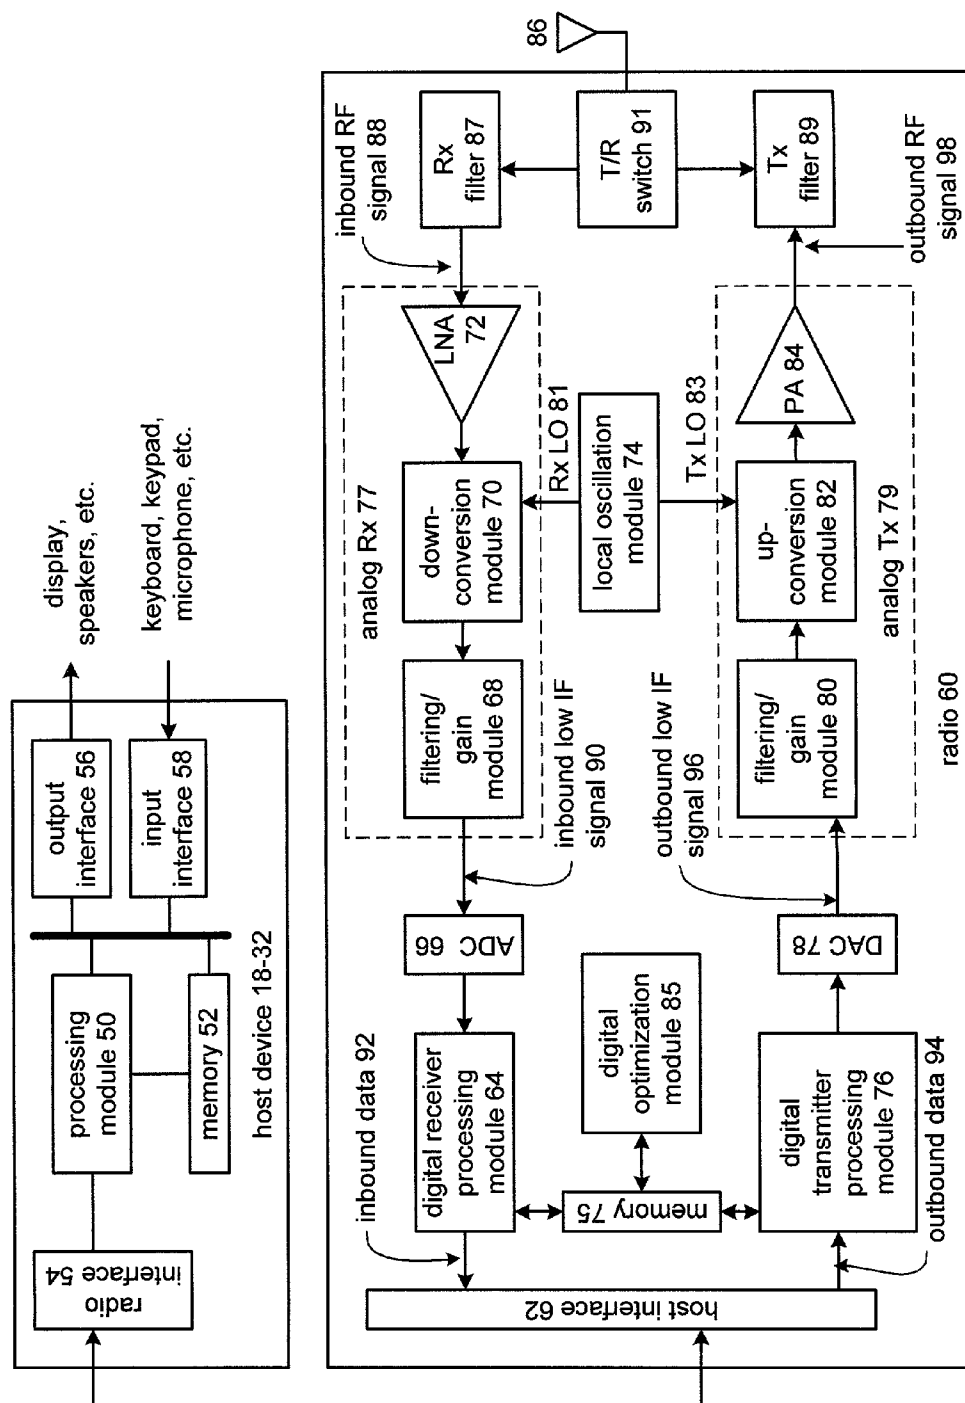 display,
speakers, etc.
keyboard, keypad,
microphone, etc.
output
interface 56
input
interface 58
processing
module 50
memory 52
radio
interface 54
host device 18-32
86
inbound RF
signal 88
Rx
filter 87
T/R
switch 91
Tx
filter 89
outbound RF
signal 98
LNA
72
PA 84
analog Rx 77
down-
conversion
module 70
Rx LO 81
local oscillation
module 74
Tx LO 83
up-
conversion
module 82
analog Tx 79
filtering/
gain
module 68
filtering/
gain
module 80
radio 60
inbound low IF
signal 90
outbound low IF
signal 96
ADC 66
DAC 78
digital
optimization
module 85
inbound data 92
digital receiver
processing
module 64
memory 75
digital
transmitter
processing
module 76
outbound data 94
host interface 62